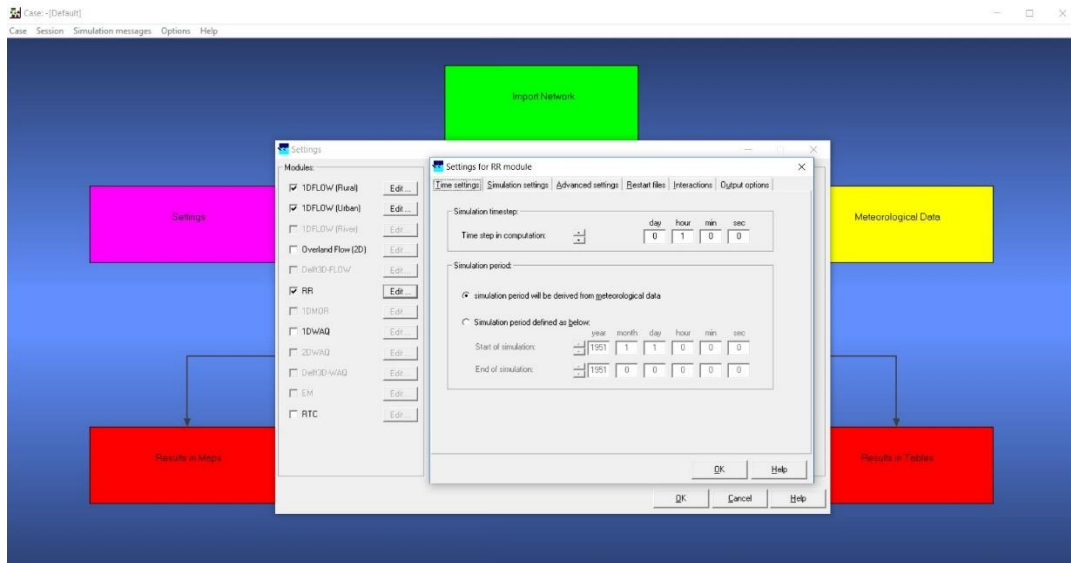 Case: -[Default]
Case Session Simulation messages Options Help
Import Network
Settings
Meteorological Data
Results in Maps
Results in Tables
Settings
Modules:
1DFLOW (Rural) Edit ...
1DFLOW (Urban) Edit ...
1DFLOW (River) Edit ...
Overland Flow (2D) Edit ...
Delft3D-FLOW Edit ...
RR Edit ...
1DMOR Edit ...
1DWAQ Edit ...
2DWAQ Edit ...
Delft3D-WAQ Edit ...
EM Edit ...
RTC Edit ...
OK Cancel Help
Settings for RR module
Time settings Simulation settings Advanced settings Restart files Interactions Output options
Simulation timestep:
day hour min sec
Time step in computation: 0 1 0 0
Simulation period:
simulation period will be derived from meteorological data
Simulation period defined as below:
year month day hour min sec
Start of simulation: 1951 1 1 0 0 0
End of simulation: 1951 0 0 0 0 0
OK Help